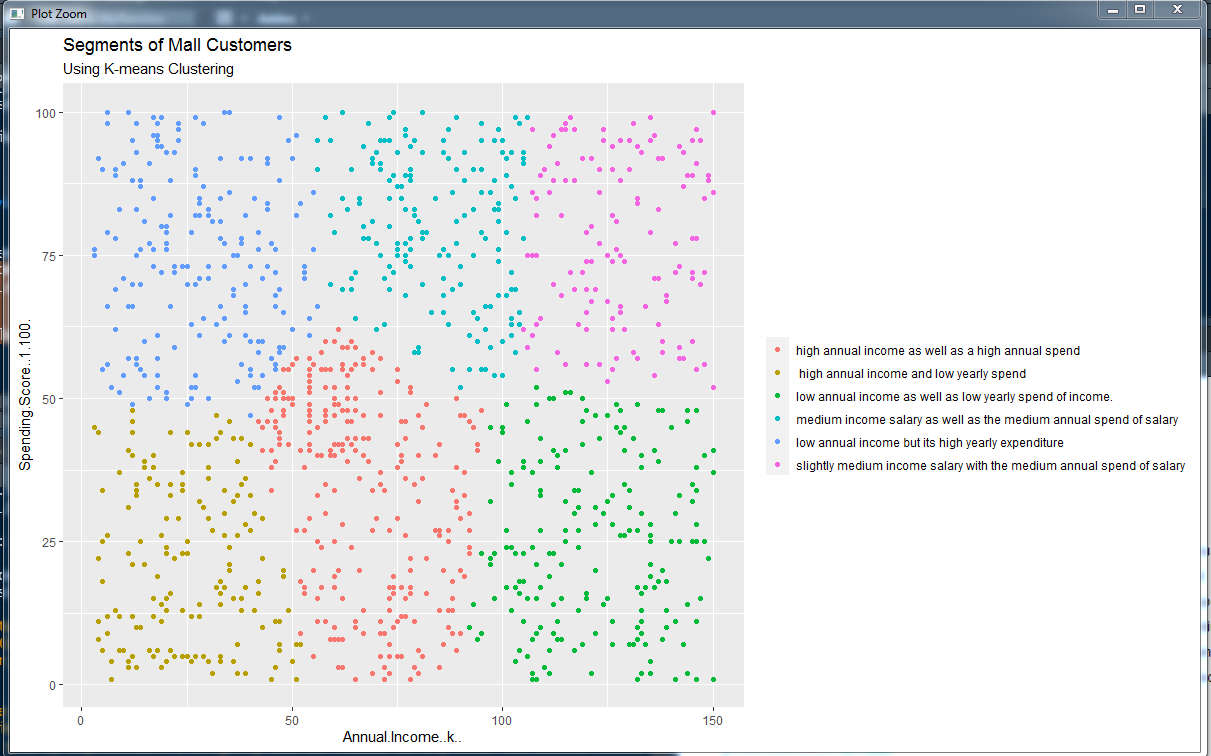 Plot Zoom
Segments of Mall Customers
Using K-means Clustering
100
75
50
25
0
Spending.Score..1.100.
0 50 100 150
Annual.Income..k..
high annual income as well as a high annual spend
high annual income and low yearly spend
low annual income as well as low yearly spend of income.
medium income salary as well as the medium annual spend of salary
low annual income but its high yearly expenditure
slightly medium income salary with the medium annual spend of salary